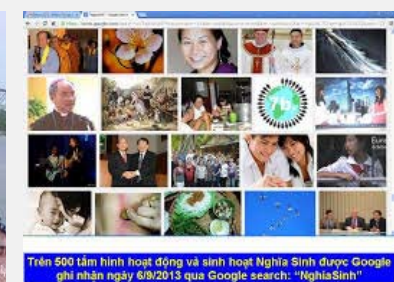 7b
Trên 500 tấm hình hoạt động và sinh hoạt Nghĩa Sinh được Google
ghi nhận ngày 6/9/2013 qua Google search: “NghiaSinh”